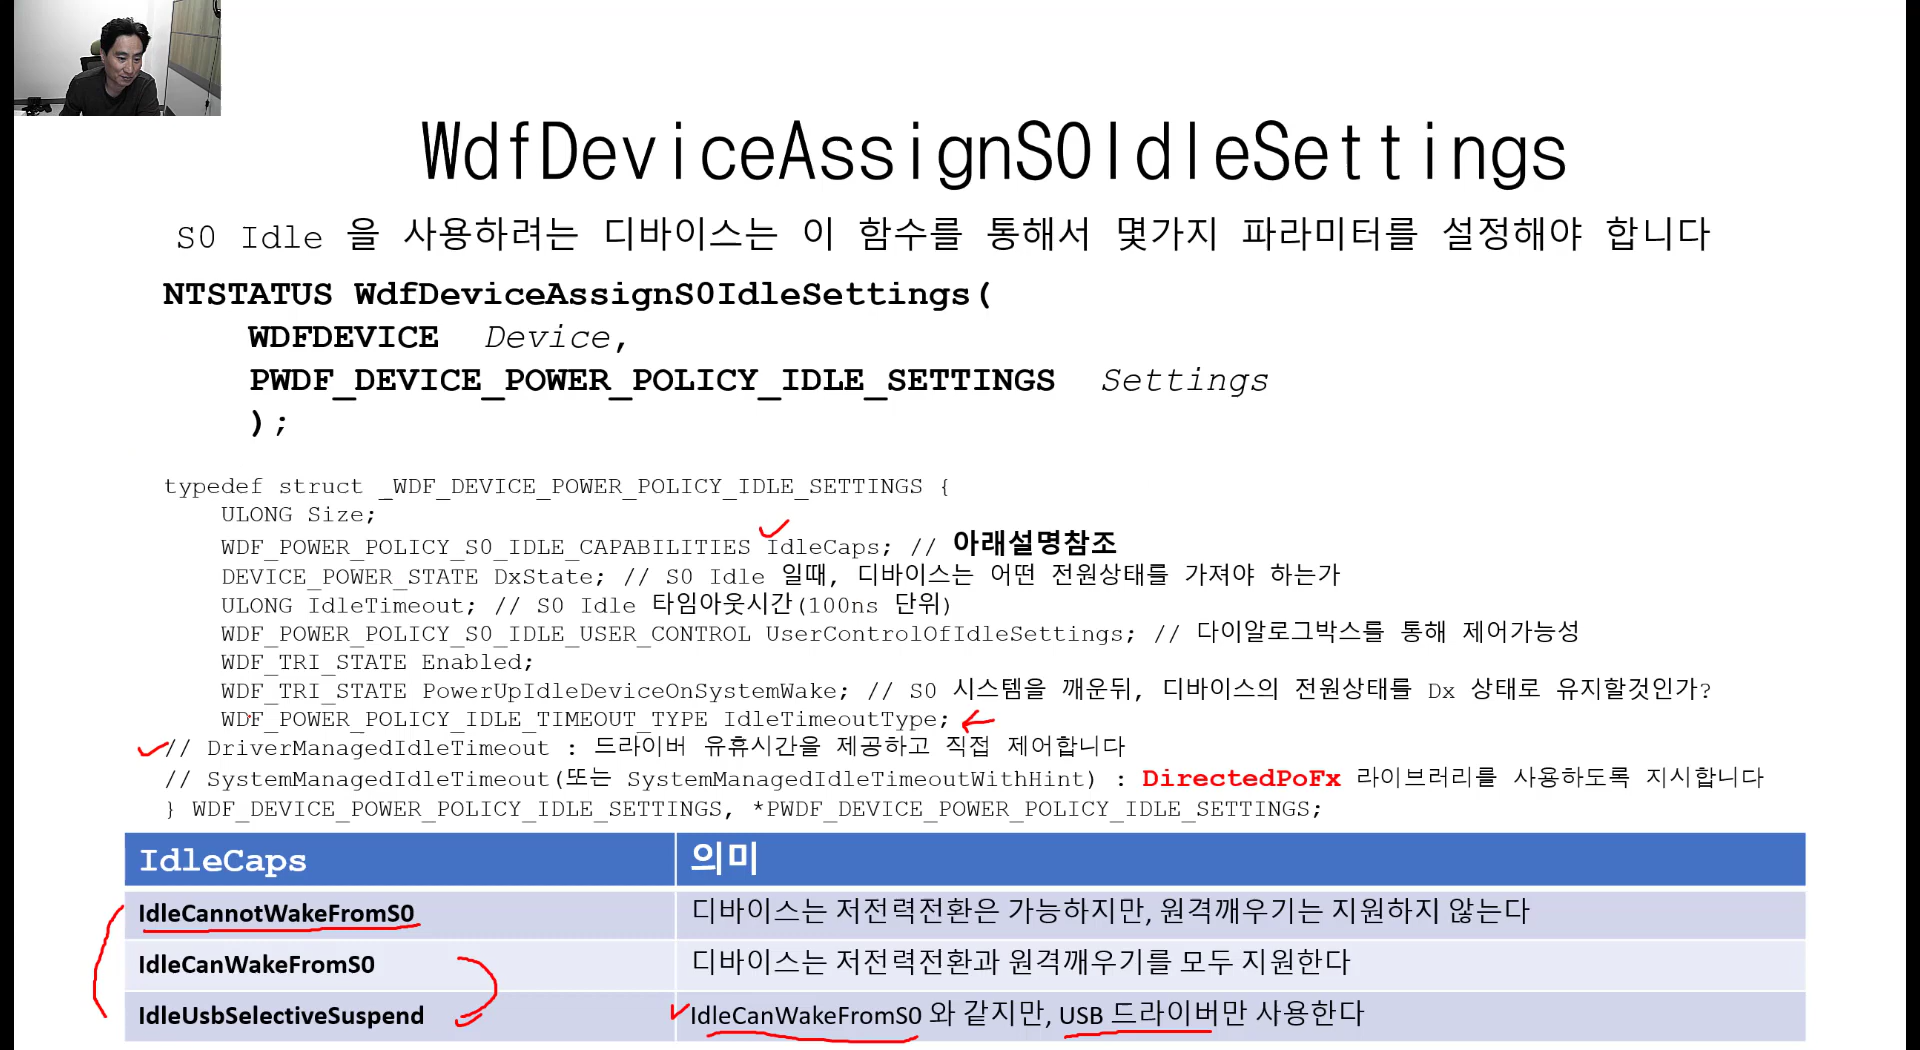 WdfDeviceAssignS0IdleSettings
S0 Idle 을 사용하려는 디바이스는 이 함수를 통해서 몇가지 파라미터를 설정해야 합니다
NTSTATUS WdfDeviceAssignS0IdleSettings(
WDFDEVICE Device,
PWDF_DEVICE_POWER_POLICY_IDLE_SETTINGS Settings
);
typedef struct _WDF_DEVICE_POWER_POLICY_IDLE_SETTINGS {
ULONG Size;
WDF_POWER_POLICY_S0_IDLE_CAPABILITIES IdleCaps; // 아래설명참조
DEVICE_POWER_STATE DxState; // S0 Idle 일때, 디바이스는 어떤 전원상태를 가져야 하는가
ULONG IdleTimeout; // S0 Idle 타임아웃시간(100ns 단위)
WDF_POWER_POLICY_S0_IDLE_USER_CONTROL UserControlOfIdleSettings; // 다이알로그박스를 통해 제어가능성
WDF_TRI_STATE Enabled;
WDF_TRI_STATE PowerUpIdleDeviceOnSystemWake; // S0 시스템을 깨운뒤, 디바이스의 전원상태를 Dx 상태로 유지할것인가?
WDF_POWER_POLICY_IDLE_TIMEOUT_TYPE IdleTimeoutType;
// DriverManagedIdleTimeout : 드라이버 유휴시간을 제공하고 직접 제어합니다
// SystemManagedIdleTimeout(또는 SystemManagedIdleTimeoutWithHint) : DirectedPoFx 라이브러리를 사용하도록 지시합니다
} WDF_DEVICE_POWER_POLICY_IDLE_SETTINGS, *PWDF_DEVICE_POWER_POLICY_IDLE_SETTINGS;
IdleCaps 의미
IdleCannotWakeFromS0 디바이스는 저전력전환은 가능하지만, 원격깨우기는 지원하지 않는다
IdleCanWakeFromS0 디바이스는 저전력전환과 원격깨우기를 모두 지원한다
IdleUsbSelectiveSuspend IdleCanWakeFromS0 와 같지만, USB 드라이버만 사용한다